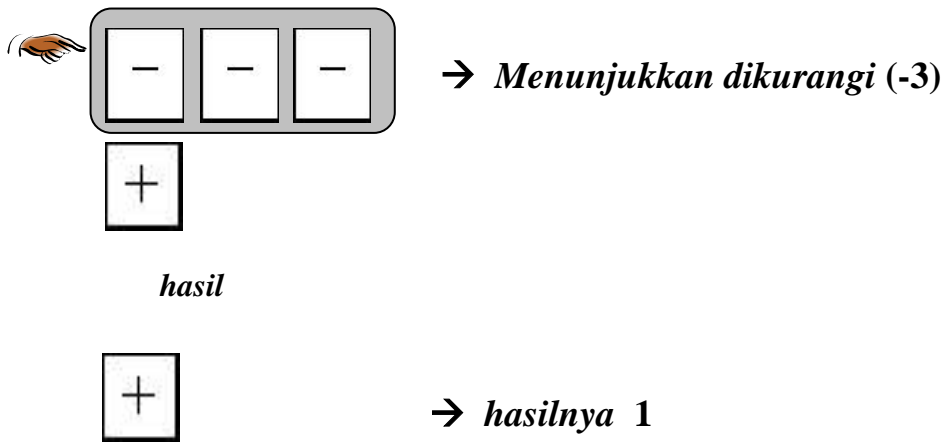 − − −
→ Menunjukkan dikurangi (-3)
+
hasil
+
→ hasilnya 1